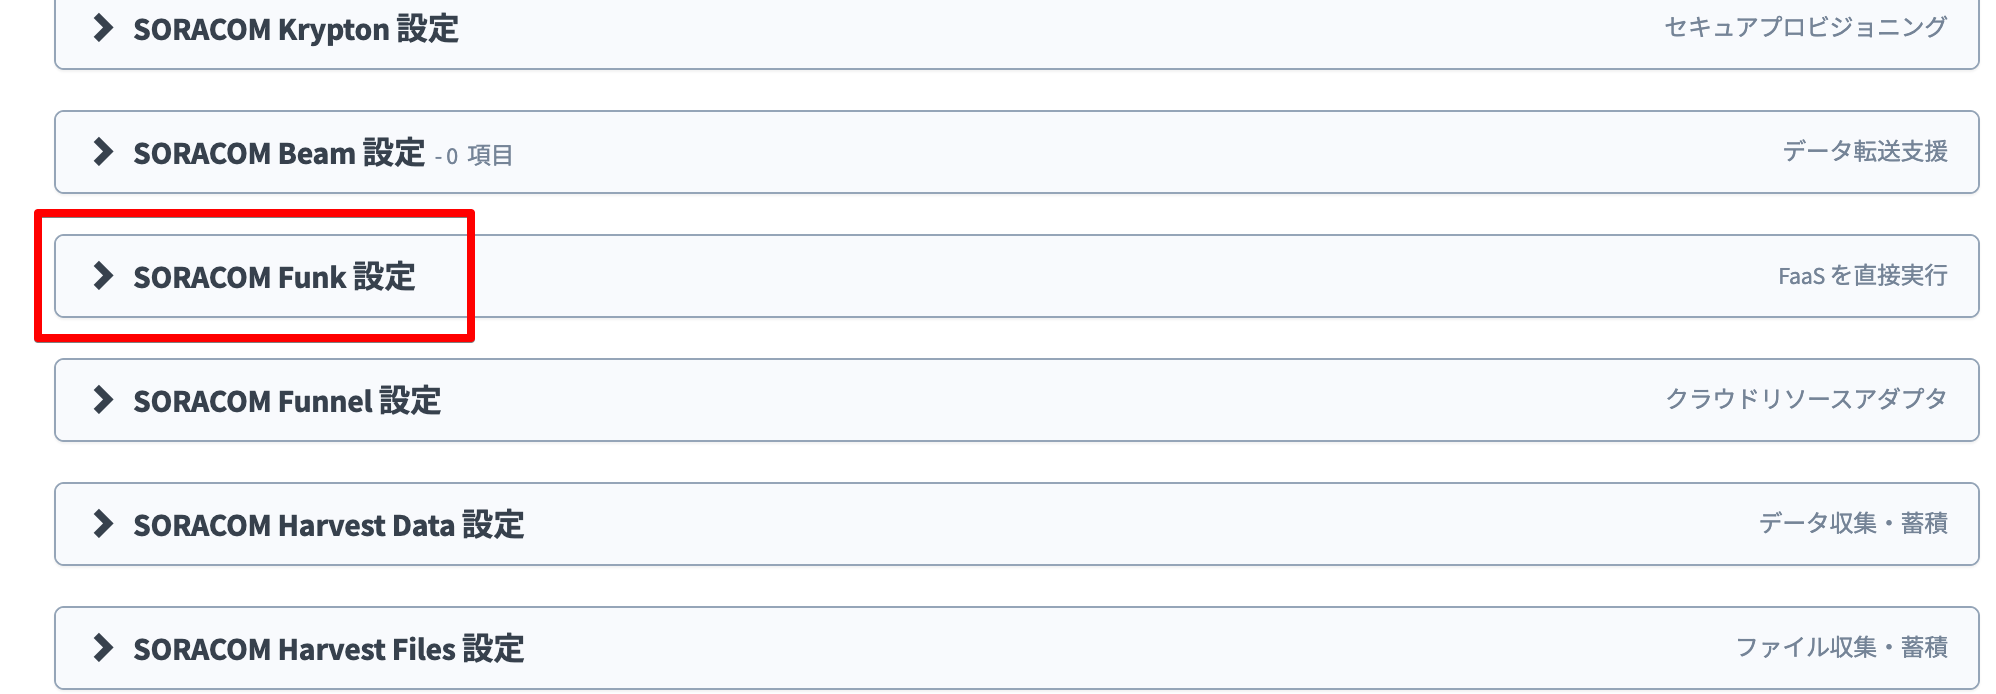 SORACOM Krypton 設定 セキュアプロビジョニング
SORACOM Beam 設定 - 0 項目 データ転送支援
SORACOM Funk 設定 FaaS を直接実行
SORACOM Funnel 設定 クラウドリソースアダプタ
SORACOM Harvest Data 設定 データ収集・蓄積
SORACOM Harvest Files 設定 ファイル収集・蓄積